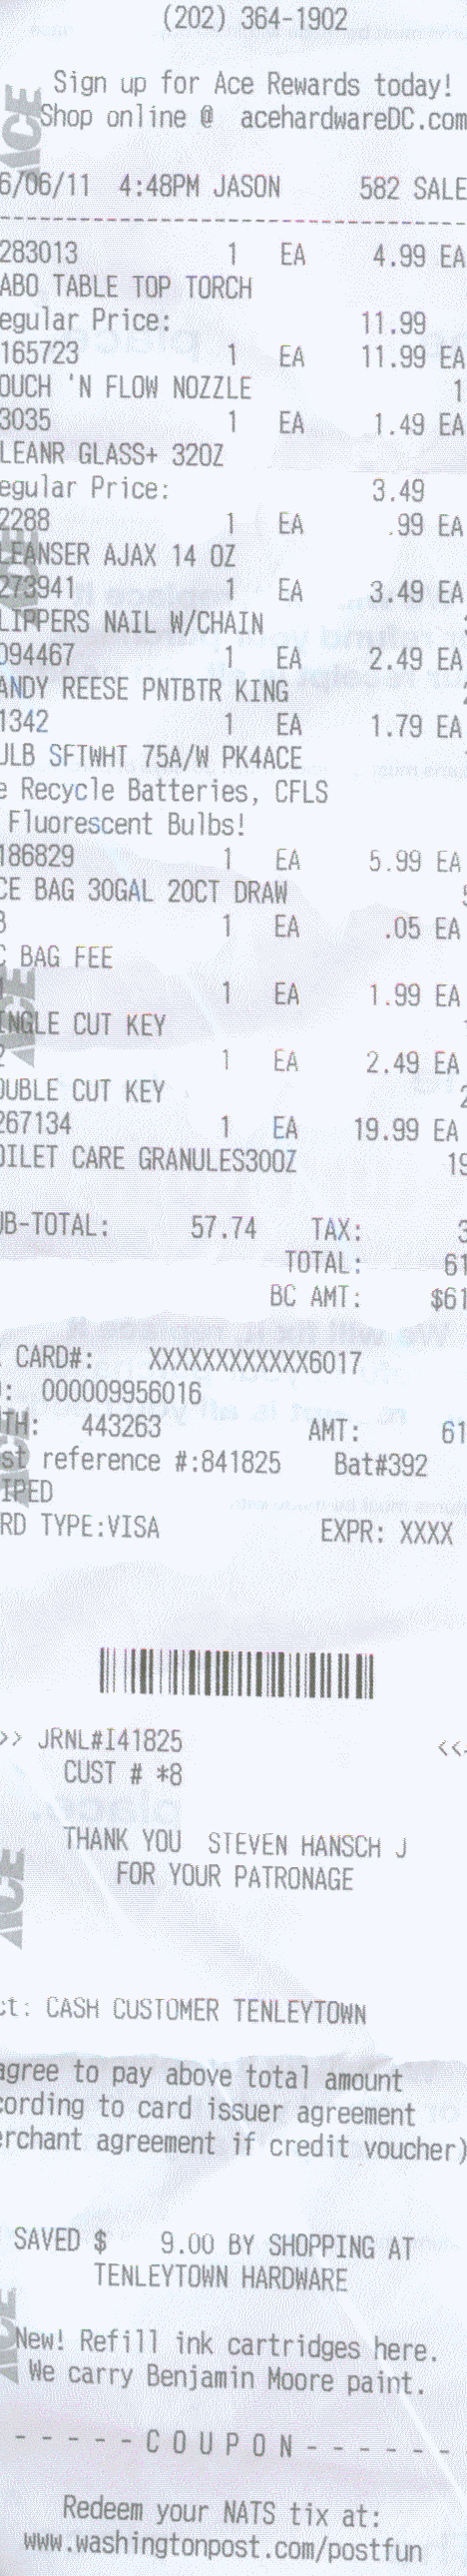 (202) 364-1902
Sign up for Ace Rewards today!
Shop online @ acehardwareDC.com
6/06/11 4:48PM JASON 582 SALE
283013 1 EA 4.99 EA
ABO TABLE TOP TORCH
egular Price: 11.99
165723 1 EA 11.99 EA
OUCH 'N FLOW NOZZLE 1
3035 1 EA 1.49 EA
LEANR GLASS+ 32OZ
egular Price: 3.49
2288 1 EA .99 EA
LEANSER AJAX 14 OZ
273941 1 EA 3.49 EA
LIPPERS NAIL W/CHAIN
094467 1 EA 2.49 EA
ANDY REESE PNTBTR KING 2
1342 1 EA 1.79 EA
ULB SFTWHT 75A/W PK4ACE
e Recycle Batteries, CFLS
Fluorescent Bulbs!
186829 1 EA 5.99 EA
CE BAG 30GAL 20CT DRAW 5
3 1 EA .05 EA
C BAG FEE
1 1 EA 1.99 EA
INGLE CUT KEY
2 1 EA 2.49 EA
OUBLE CUT KEY 2
267134 1 EA 19.99 EA
OILET CARE GRANULES30OZ 19
UB-TOTAL: 57.74 TAX: 3
TOTAL: 61
BC AMT: $61
CARD#: XXXXXXXXXXXX6017
: 000009956016
TH: 443263 AMT: 61
st reference #:841825 Bat#392
IPED
RD TYPE:VISA EXPR: XXXX
>> JRNL#I41825 <<
CUST # *8
THANK YOU STEVEN HANSCH J
FOR YOUR PATRONAGE
ct: CASH CUSTOMER TENLEYTOWN
agree to pay above total amount
cording to card issuer agreement
erchant agreement if credit voucher)
SAVED $ 9.00 BY SHOPPING AT
TENLEYTOWN HARDWARE
New! Refill ink cartridges here.
We carry Benjamin Moore paint.
- - - - - C O U P O N - - - - - -
Redeem your NATS tix at:
www.washingtonpost.com/postfun